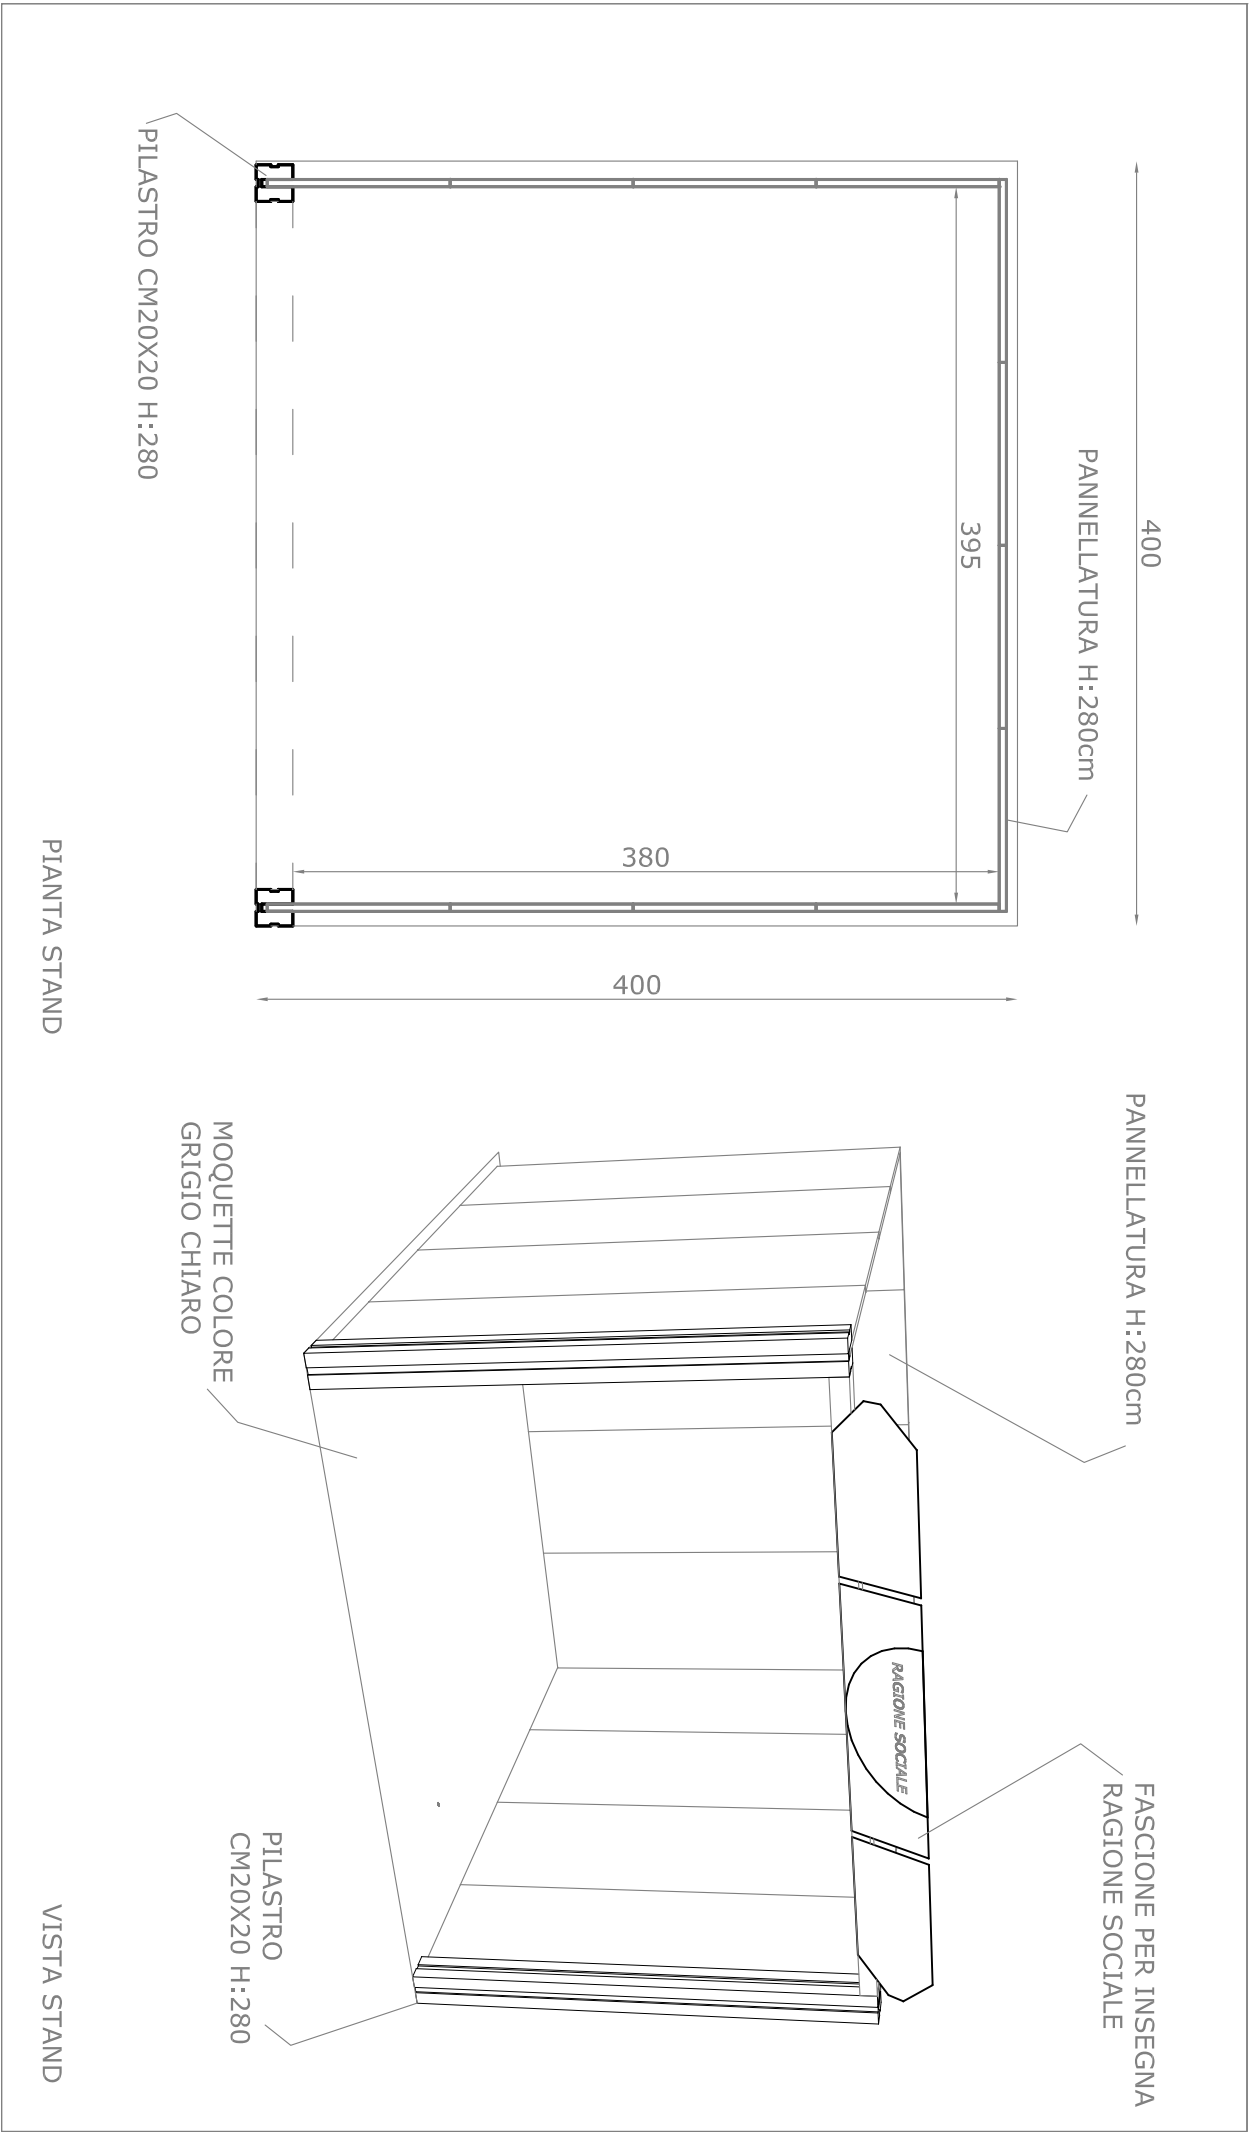 400
PANNELLATURA H:280cm
395
380
400
PILASTRO CM20X20 H:280
PIANTA STAND
PANNELLATURA H:280cm
FASCIONE PER INSEGNA
RAGIONE SOCIALE
RAGIONE SOCIALE
MOQUETTE COLORE
GRIGIO CHIARO
PILASTRO
CM20X20 H:280
VISTA STAND